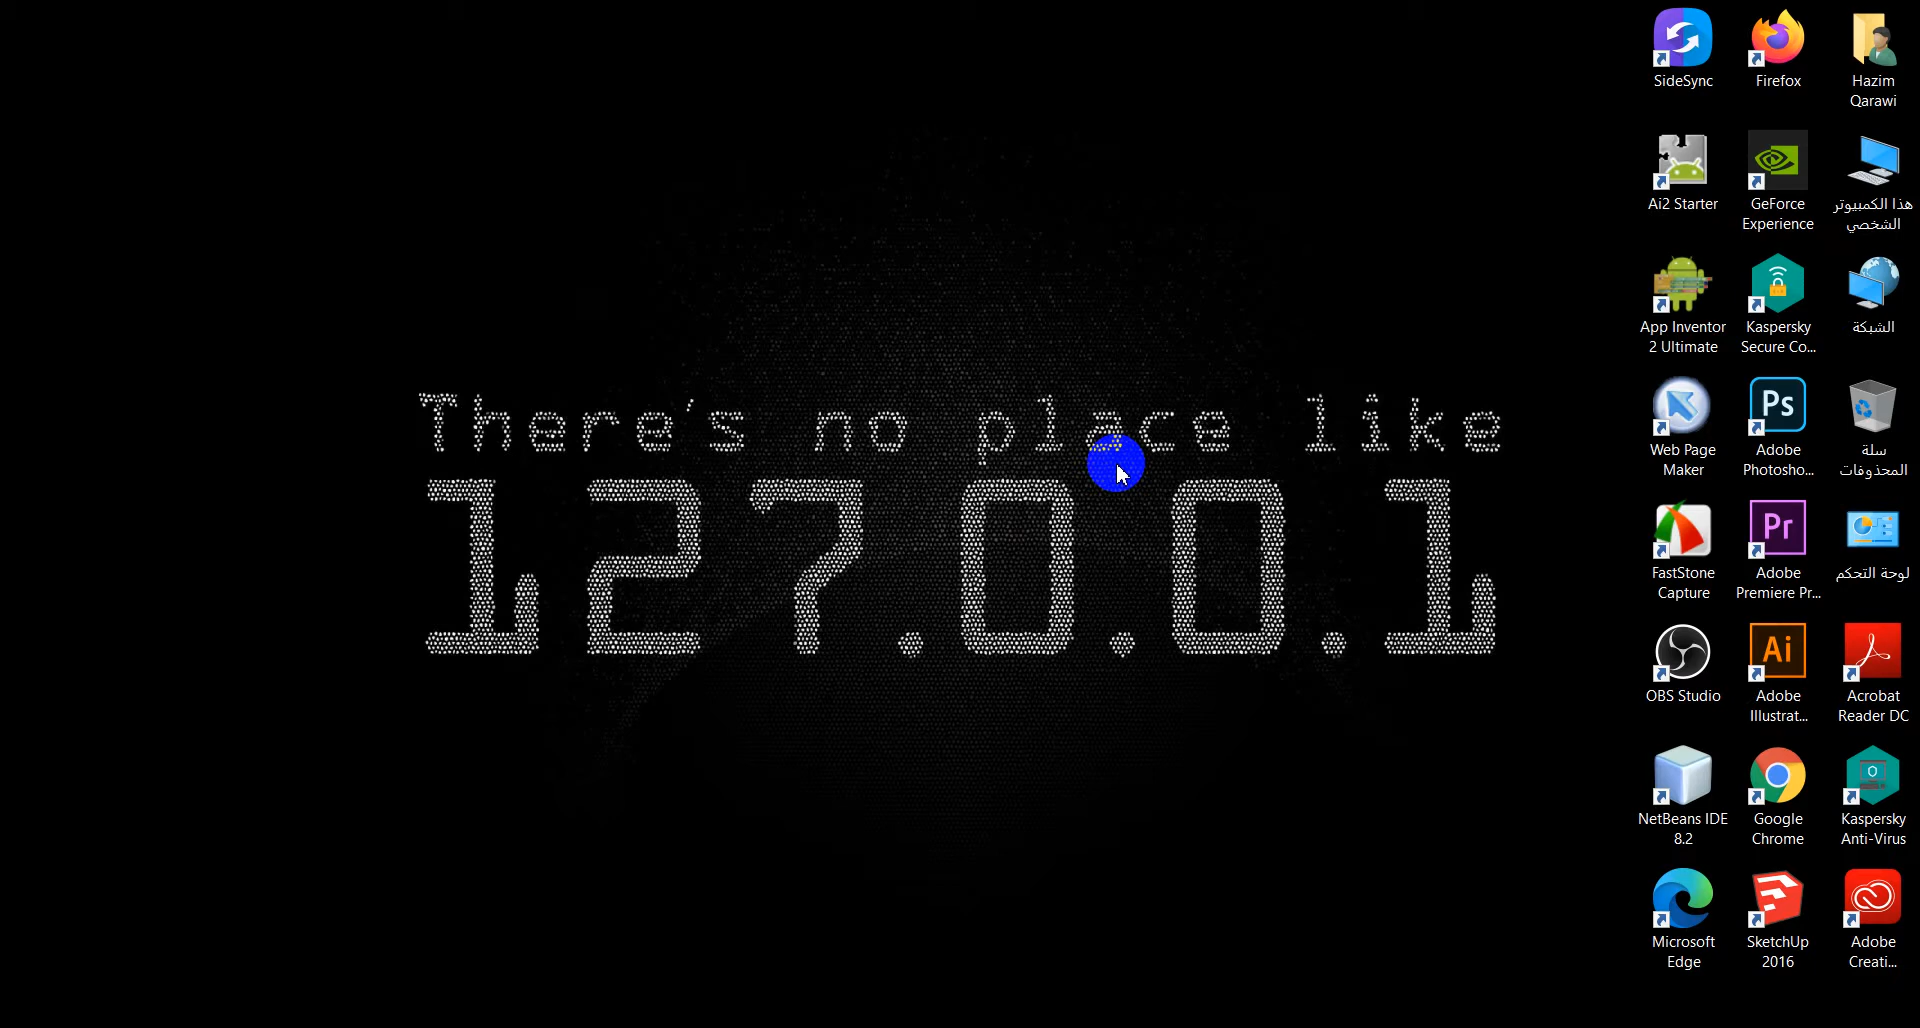 There's no place like
127.0.0.1
SideSync
Firefox
Hazim
Qarawi
Ai2 Starter
GeForce
Experience
هذا الكمبيوتر
الشخصي
App Inventor
2 Ultimate
Kaspersky
Secure Co...
الشبكة
Web Page
Maker
Ps
Adobe
Photosho...
سلة
المحذوفات
FastStone
Capture
Pr
Adobe
Premiere Pr...
لوحة التحكم
OBS Studio
Ai
Adobe
Illustrat...
Acrobat
Reader DC
NetBeans IDE
8.2
Google
Chrome
Kaspersky
Anti-Virus
Microsoft
Edge
SketchUp
2016
Adobe
Creati...